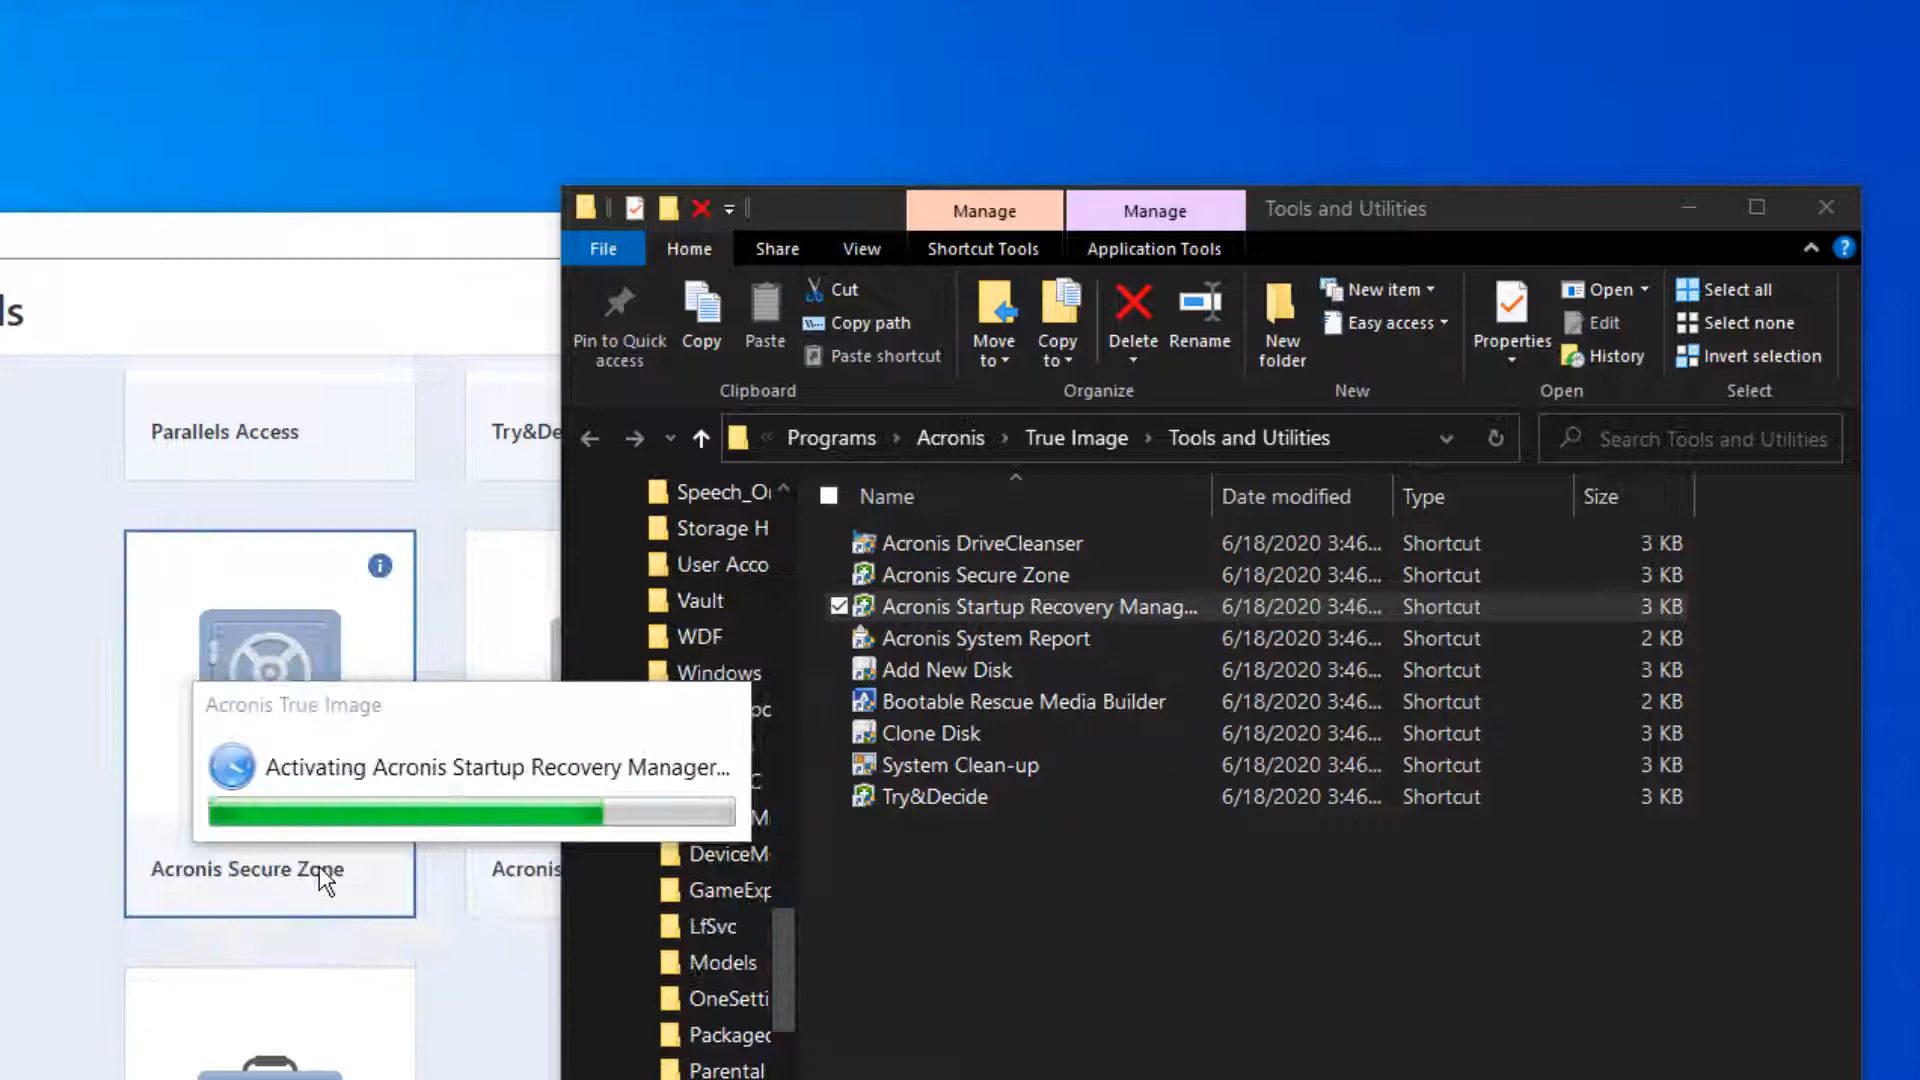 ls
Parallels Access
Try&De
Acronis Secure Zone
Acronis
Acronis True Image
Activating Acronis Startup Recovery Manager...
Manage
Manage
Tools and Utilities
File
Home
Share
View
Shortcut Tools
Application Tools
Pin to Quick
access
Copy
Paste
Cut
Copy path
Paste shortcut
Clipboard
Move
to
Copy
to
Delete
Rename
Organize
New
folder
New item
Easy access
New
Properties
Open
Edit
History
Open
Select all
Select none
Invert selection
Select
« Programs › Acronis › True Image › Tools and Utilities
Search Tools and Utilities
Speech_O
Storage H
User Acco
Vault
WDF
Windows
DeviceM
GameExp
LfSvc
Models
OneSetti
Packagec
Parental
Name
Date modified
Type
Size
Acronis DriveCleanser 6/18/2020 3:46... Shortcut 3 KB
Acronis Secure Zone 6/18/2020 3:46... Shortcut 3 KB
Acronis Startup Recovery Manag... 6/18/2020 3:46... Shortcut 3 KB
Acronis System Report 6/18/2020 3:46... Shortcut 2 KB
Add New Disk 6/18/2020 3:46... Shortcut 3 KB
Bootable Rescue Media Builder 6/18/2020 3:46... Shortcut 2 KB
Clone Disk 6/18/2020 3:46... Shortcut 3 KB
System Clean-up 6/18/2020 3:46... Shortcut 3 KB
Try&Decide 6/18/2020 3:46... Shortcut 3 KB